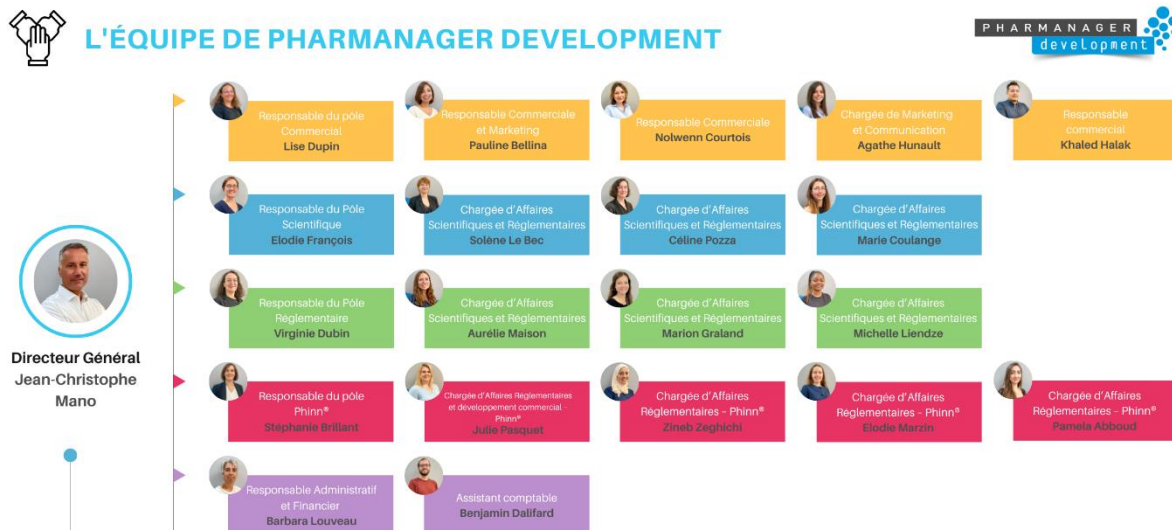 L'ÉQUIPE DE PHARMANAGER DEVELOPMENT
PHARMANAGER
development
Responsable du pôle
Commercial
Lise Dupin
Responsable Commerciale
et Marketing
Pauline Bellina
Responsable Commerciale
Nolwenn Courtois
Chargée de Marketing
et Communication
Agathe Hunault
Responsable
commercial
Khaled Halak
Responsable du Pôle
Scientifique
Elodie François
Chargée d'Affaires
Scientifiques et Réglementaires
Solène Le Bec
Chargée d'Affaires
Scientifiques et Réglementaires
Céline Pozza
Chargée d'Affaires
Scientifiques et Réglementaires
Marie Coulange
Responsable du Pôle
Réglementaire
Virginie Dubin
Chargée d'Affaires
Scientifiques et Réglementaires
Aurélie Maison
Chargée d'Affaires
Scientifiques et Réglementaires
Marion Graland
Chargée d'Affaires
Scientifiques et Réglementaires
Michelle Liendze
Directeur Général
Jean-Christophe
Mano
Responsable du pôle
Phinn®
Stéphanie Brillant
Chargée d'Affaires Réglementaires
et développement commercial -
Phinn®
Julie Pasquet
Chargée d'Affaires
Règlementaires - Phinn®
Zineb Zeghichi
Chargée d'Affaires
Règlementaires - Phinn®
Elodie Marzin
Chargée d'Affaires
Règlementaires - Phinn®
Pamela Abboud
Responsable Administratif
et Financier
Barbara Louveau
Assistant comptable
Benjamin Dalifard